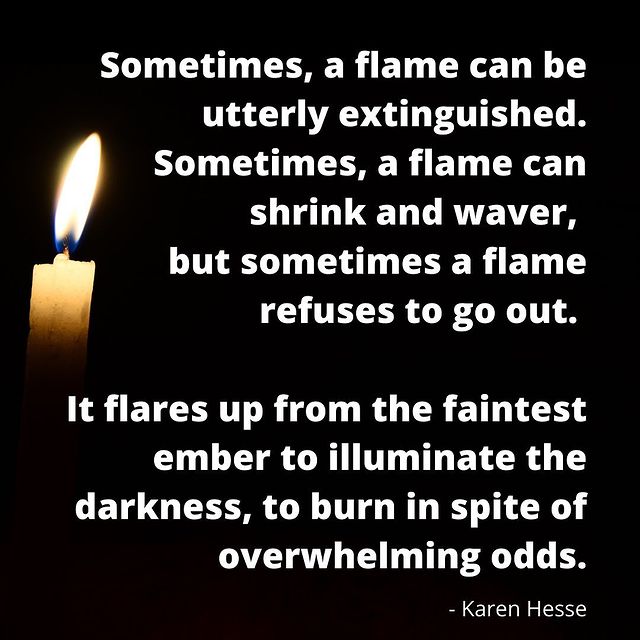 Sometimes, a flame can be
utterly extinguished.
Sometimes, a flame can
shrink and waver,
but sometimes a flame
refuses to go out.
It flares up from the faintest
ember to illuminate the
darkness, to burn in spite of
overwhelming odds.
- Karen Hesse